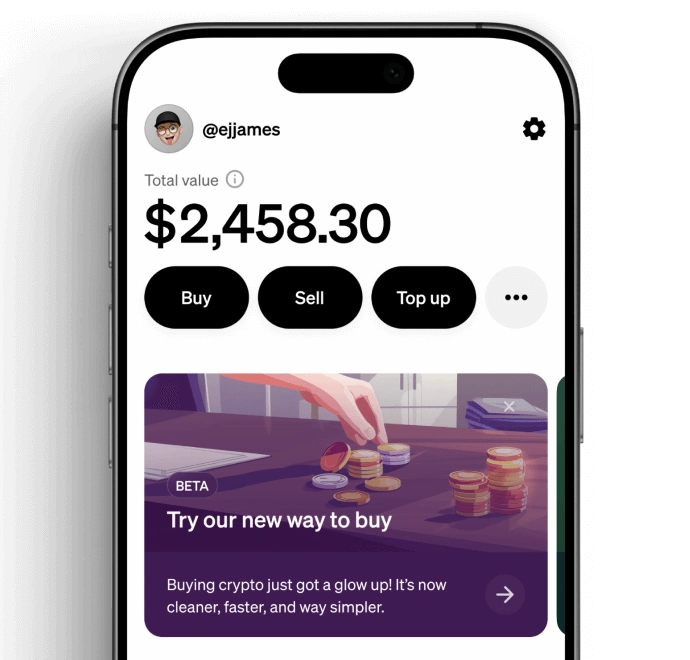 @ejjames
Total value
$2,458.30
Buy
Sell
Top up
BETA
Try our new way to buy
Buying crypto just got a glow up! It’s now
cleaner, faster, and way simpler.